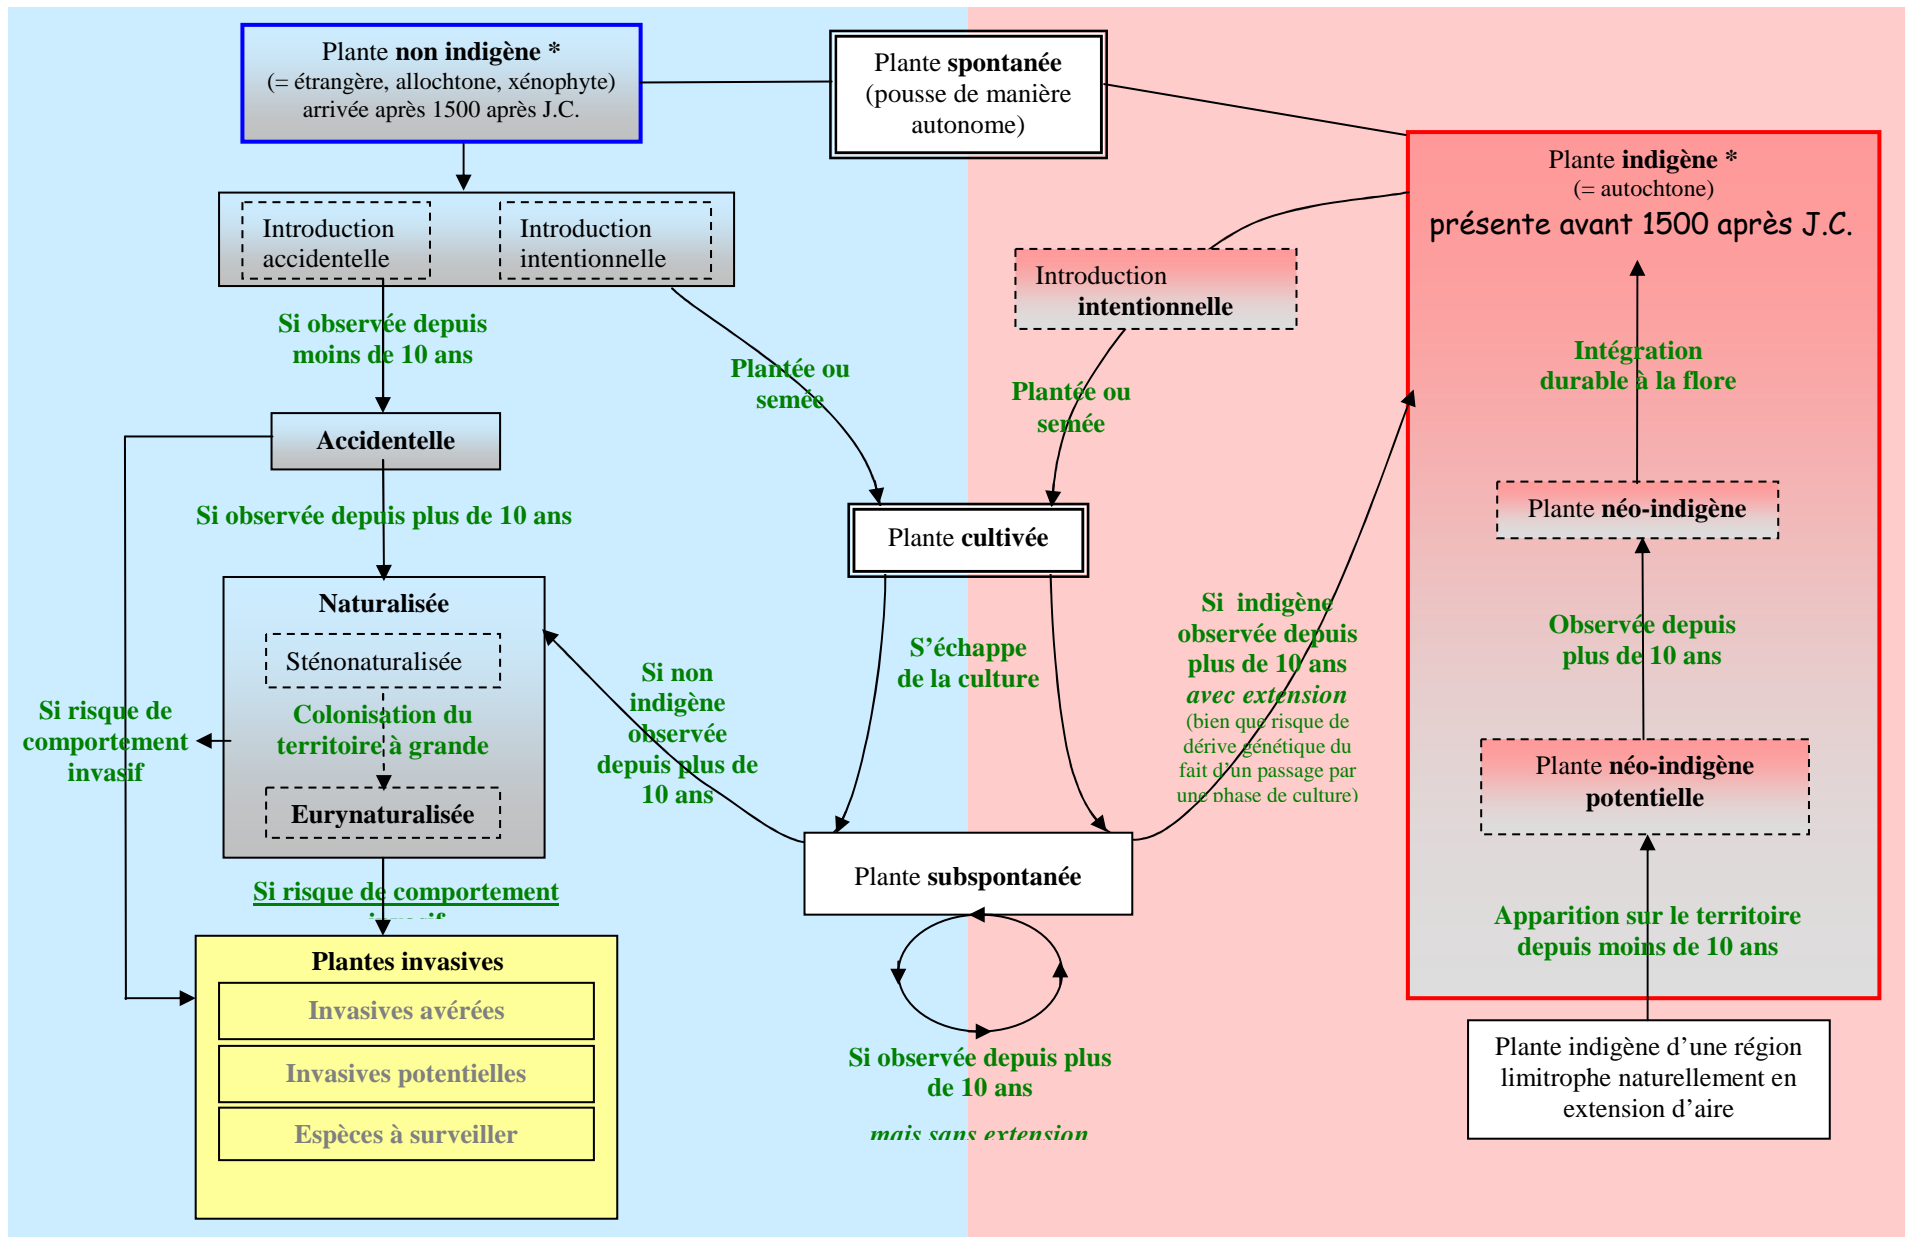 Plante non indigène *
(= étrangère, allochtone, xénophyte)
arrivée après 1500 après J.C.
Plante spontanée
(pousse de manière
autonome)
Plante indigène *
(= autochtone)
présente avant 1500 après J.C.
Introduction
accidentelle
Introduction
intentionnelle
Introduction
intentionnelle
Si observée depuis
moins de 10 ans
Plantée ou
semée
Plantée ou
semée
Intégration
durable à la flore
Accidentelle
Si observée depuis plus de 10 ans
Plante cultivée
Plante néo-indigène
Naturalisée
Sténonaturalisée
Colonisation du
territoire à grande
Eurynaturalisée
Si risque de
comportement
invasif
Si non
indigène
observée
depuis plus de
10 ans
S’échappe
de la culture
Si indigène
observée depuis
plus de 10 ans
avec extension
(bien que risque de
dérive génétique du
fait d’un passage par
une phase de culture)
Observée depuis
plus de 10 ans
Plante néo-indigène
potentielle
Plante subspontanée
Si risque de comportement
invasif
Apparition sur le territoire
depuis moins de 10 ans
Plantes invasives
Invasives avérées
Invasives potentielles
Espèces à surveiller
Si observée depuis plus
de 10 ans
mais sans extension
Plante indigène d’une région
limitrophe naturellement en
extension d’aire